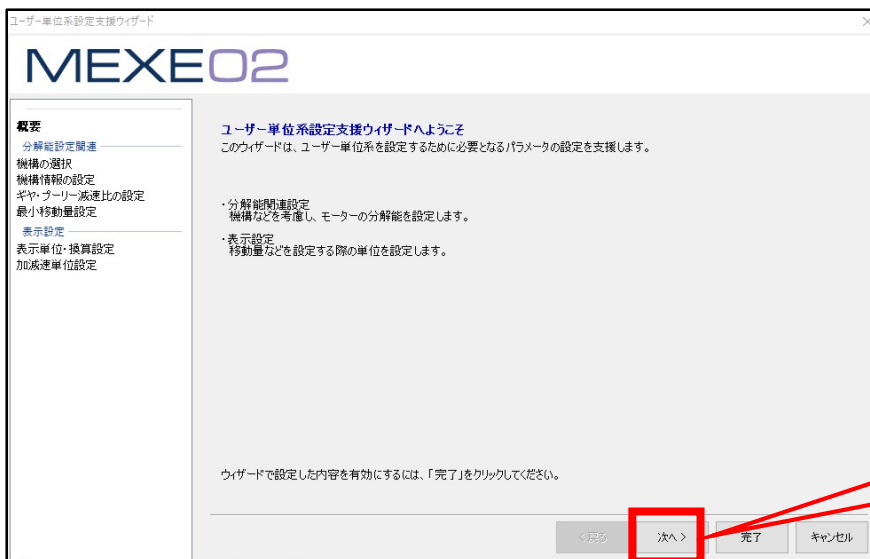 ユーザー単位系設定支援ウィザード
MEXE02
概要
分解能設定関連
機構の選択
機構情報の設定
ギヤ・プーリー減速比の設定
最小移動量設定
表示設定
表示単位・換算設定
加減速単位設定
ユーザー単位系設定支援ウィザードへようこそ
このウィザードは、ユーザー単位系を設定するために必要となるパラメータの設定を支援します。
・分解能関連設定
機構などを考慮し、モーターの分解能を設定します。
・表示設定
移動量などを設定する際の単位を設定します。
ウィザードで設定した内容を有効にするには、「完了」をクリックしてください。
< 戻る
次へ >
完了
キャンセル